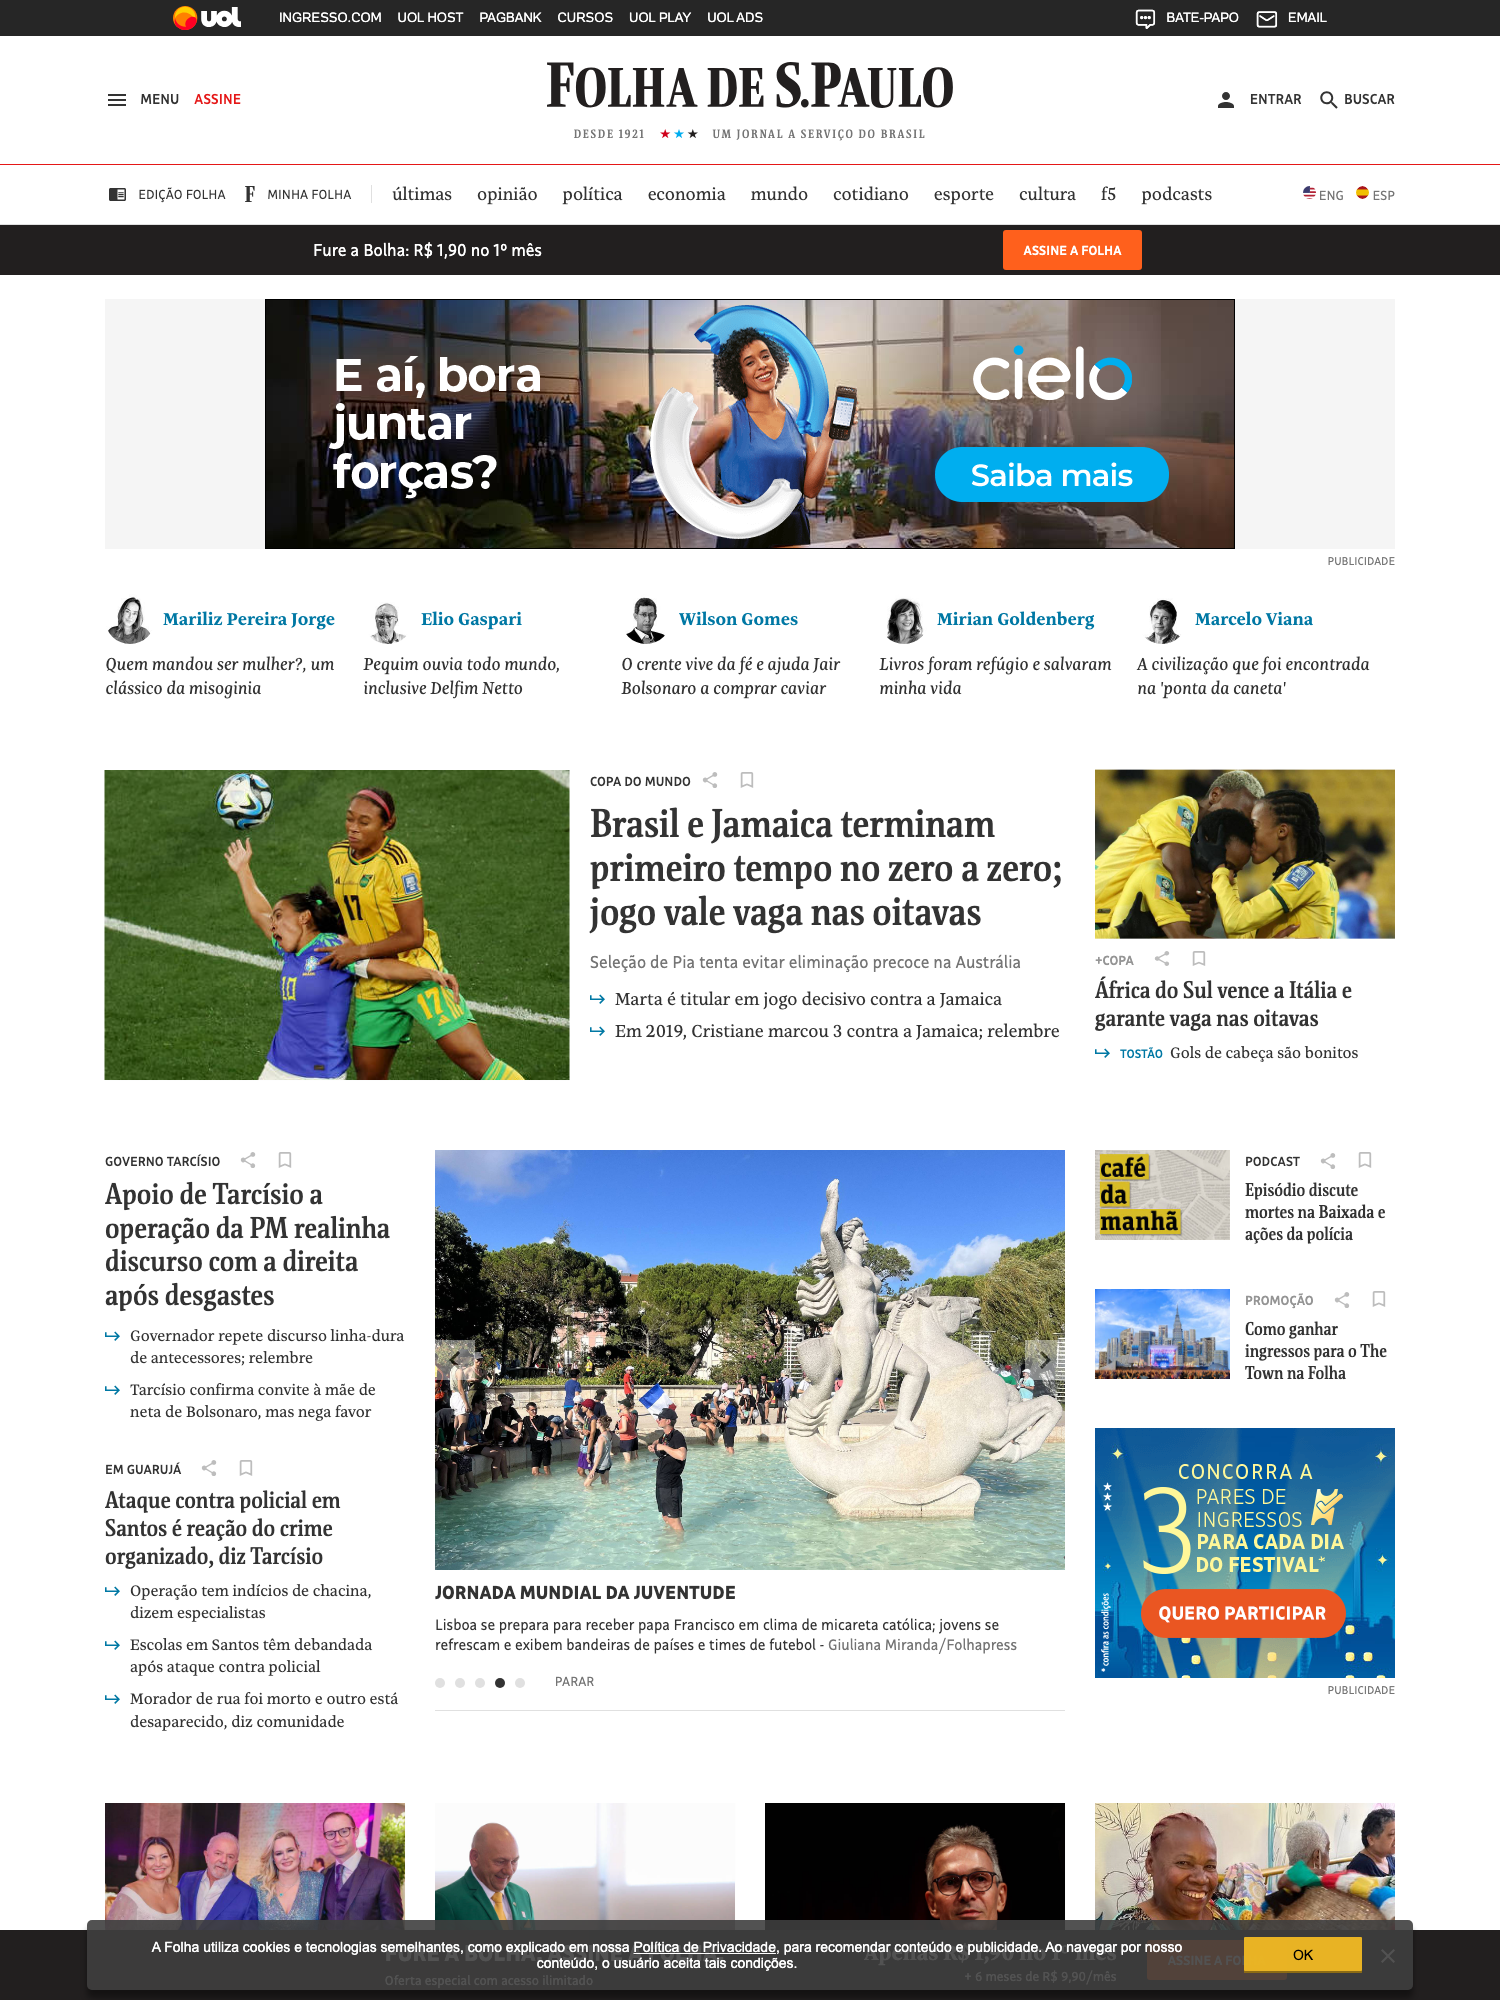 uol INGRESSO.COM UOL HOST PAGBANK CURSOS UOL PLAY UOL ADS BATE-PAPO EMAIL
MENU ASSINE FOLHA DE S.PAULO ENTRAR BUSCAR
DESDE 1921 ★★★ UM JORNAL A SERVIÇO DO BRASIL
EDIÇÃO FOLHA F MINHA FOLHA últimas opinião política economia mundo cotidiano esporte cultura f5 podcasts ENG ESP
Fure a Bolha: R$ 1,90 no 1º mês ASSINE A FOLHA
E aí, bora
juntar
forças?
cielo
Saiba mais
PUBLICIDADE
Mariliz Pereira Jorge
Quem mandou ser mulher?, um
clássico da misoginia
Elio Gaspari
Pequim ouvia todo mundo,
inclusive Delfim Netto
Wilson Gomes
O crente vive da fé e ajuda Jair
Bolsonaro a comprar caviar
Mirian Goldenberg
Livros foram refúgio e salvaram
minha vida
Marcelo Viana
A civilização que foi encontrada
na 'ponta da caneta'
17
10
17
COPA DO MUNDO
Brasil e Jamaica terminam
primeiro tempo no zero a zero;
jogo vale vaga nas oitavas
Seleção de Pia tenta evitar eliminação precoce na Austrália
Marta é titular em jogo decisivo contra a Jamaica
Em 2019, Cristiane marcou 3 contra a Jamaica; relembre
+COPA
África do Sul vence a Itália e
garante vaga nas oitavas
TOSTÃO Gols de cabeça são bonitos
GOVERNO TARCÍSIO
Apoio de Tarcísio a
operação da PM realinha
discurso com a direita
após desgastes
Governador repete discurso linha-dura
de antecessores; relembre
Tarcísio confirma convite à mãe de
neta de Bolsonaro, mas nega favor
EM GUARUJÁ
Ataque contra policial em
Santos é reação do crime
organizado, diz Tarcísio
Operação tem indícios de chacina,
dizem especialistas
Escolas em Santos têm debandada
após ataque contra policial
Morador de rua foi morto e outro está
desaparecido, diz comunidade
JORNADA MUNDIAL DA JUVENTUDE
Lisboa se prepara para receber papa Francisco em clima de micareta católica; jovens se
refrescam e exibem bandeiras de países e times de futebol - Giuliana Miranda/Folhapress
PARAR
café
da
manhã
PODCAST
Episódio discute
mortes na Baixada e
ações da polícia
PROMOÇÃO
Como ganhar
ingressos para o The
Town na Folha
CONCORRA A
3 PARES DE
INGRESSOS
PARA CADA DIA
DO FESTIVAL*
QUERO PARTICIPAR
* confira as condições
PUBLICIDADE
A Folha utiliza cookies e tecnologias semelhantes, como explicado em nossa Política de Privacidade, para recomendar conteúdo e publicidade. Ao navegar por nosso
conteúdo, o usuário aceita tais condições.
OK
Apenas R$ 1,90 no 1º mês
Oferta especial com acesso ilimitado
+ 6 meses de R$ 9,90/mês
ASSINE A FO